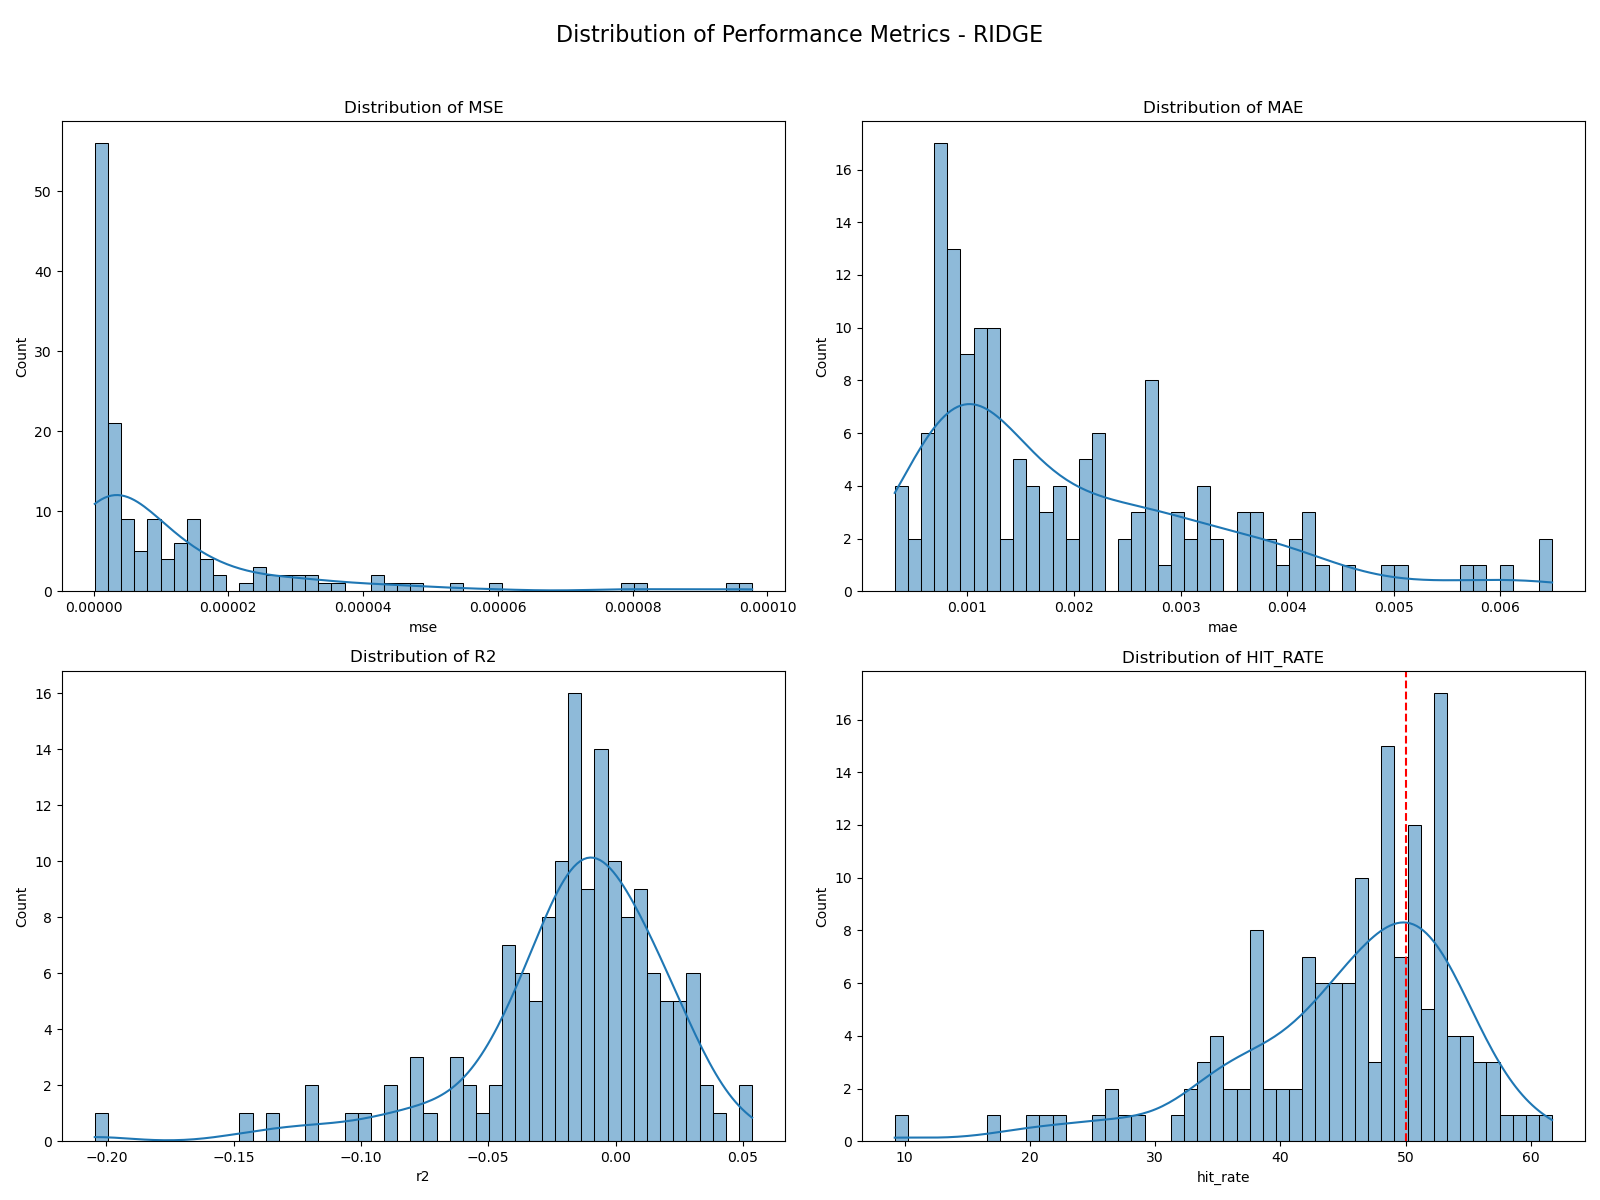 Distribution of Performance Metrics - RIDGE
Distribution of MSE
Count
50
40
30
20
10
0
0.00000 0.00002 0.00004 0.00006 0.00008 0.00010
mse
Distribution of MAE
Count
16
14
12
10
8
6
4
2
0
0.001 0.002 0.003 0.004 0.005 0.006
mae
Distribution of R2
Count
16
14
12
10
8
6
4
2
0
−0.20 −0.15 −0.10 −0.05 0.00 0.05
r2
Distribution of HIT_RATE
Count
16
14
12
10
8
6
4
2
0
10 20 30 40 50 60
hit_rate